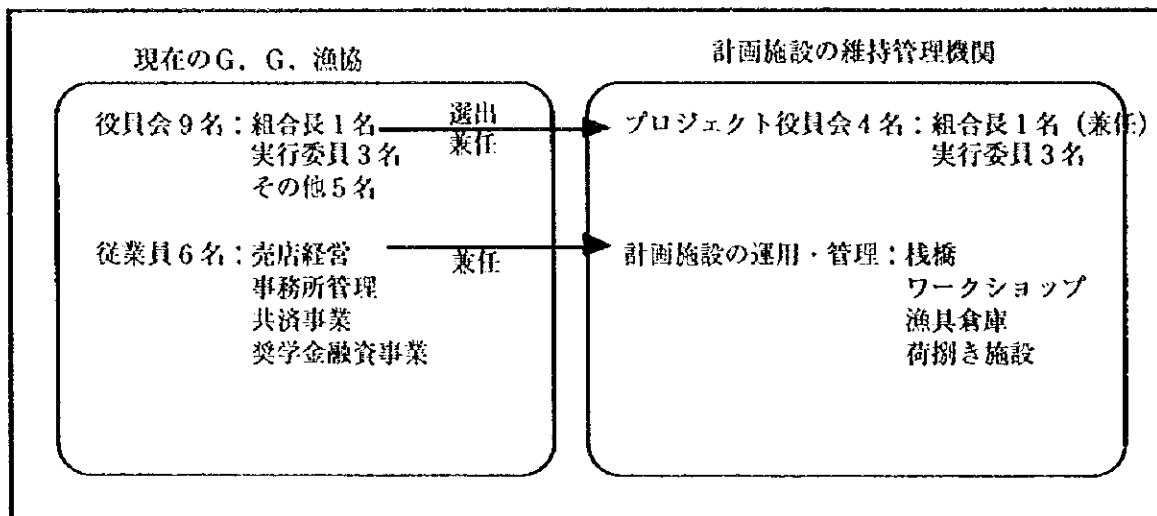 現在のG．G．漁協
計画施設の維持管理機関
役員会9名：組合長1名
実行委員3名
その他5名
選出
兼任
プロジェクト役員会4名：組合長1名（兼任）
実行委員3名
従業員6名：売店経営
事務所管理
共済事業
奨学金融資事業
兼任
計画施設の運用・管理：桟橋
ワークショップ
漁具倉庫
荷捌き施設